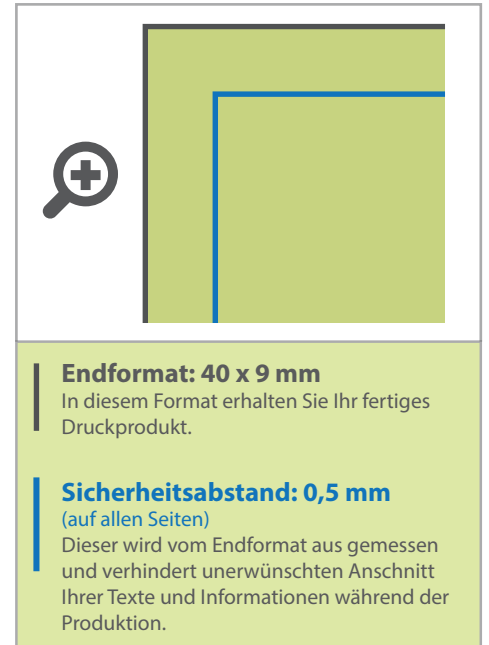 Endformat: 40 x 9 mm
In diesem Format erhalten Sie Ihr fertiges
Druckprodukt.
Sicherheitsabstand: 0,5 mm
(auf allen Seiten)
Dieser wird vom Endformat aus gemessen
und verhindert unerwünschten Anschnitt
Ihrer Texte und Informationen während der
Produktion.